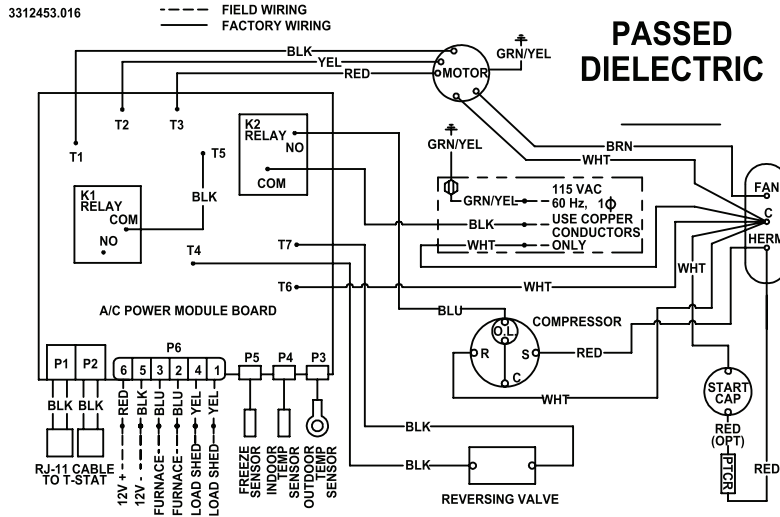 3312453.016
FIELD WIRING
FACTORY WIRING
PASSED
DIELECTRIC
BLK
YEL
RED
MOTOR
GRN/YEL
T1
T2
T3
T5
K2
RELAY
NO
COM
GRN/YEL
BRN
WHT
K1
RELAY
COM
NO
BLK
GRN/YEL
115 VAC
60 Hz, 1ϕ
BLK
USE COPPER
CONDUCTORS
WHT
ONLY
FAN
C
HERM
T4
T7
T6
WHT
WHT
A/C POWER MODULE BOARD
BLU
COMPRESSOR
O.L.
R
S
C
RED
WHT
P1
P2
P6
6
5
3
2
4
1
P5
P4
P3
BLK
BLK
RED
BLK
BLU
BLU
YEL
YEL
12V +
12V -
FURNACE
FURNACE
LOAD SHED
LOAD SHED
RJ-11 CABLE
TO T-STAT
FREEZE
SENSOR
INDOOR
TEMP
SENSOR
OUTDOOR
TEMP
SENSOR
BLK
BLK
REVERSING VALVE
START
CAP
RED
(OPT)
PTCR
RED